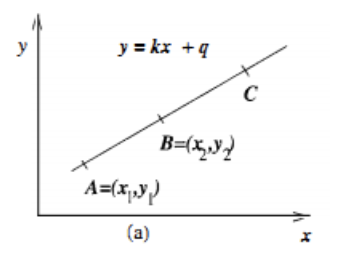 y
y = kx + q
C
B=(x₂,y₂)
A=(x₁,y₁)
(a)
x